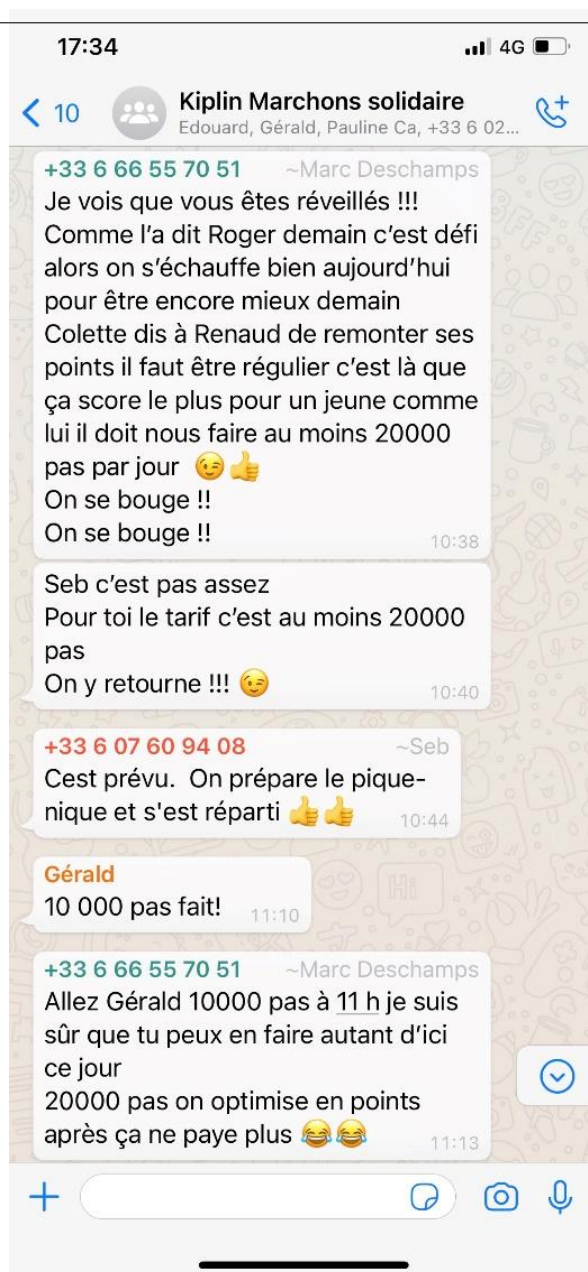 17:34
4G
10
Kiplin Marchons solidaire
Edouard, Gérald, Pauline Ca, +33 6 02...
+33 6 66 55 70 51 ~Marc Deschamps
Je vois que vous êtes réveillés !!!
Comme l'a dit Roger demain c'est défi
alors on s'échauffe bien aujourd'hui
pour être encore mieux demain
Colette dis à Renaud de remonter ses
points il faut être régulier c'est là que
ça score le plus pour un jeune comme
lui il doit nous faire au moins 20000
pas par jour 😉👍
On se bouge !!
On se bouge !!
10:38
Seb c'est pas assez
Pour toi le tarif c'est au moins 20000
pas
On y retourne !!! 😉
10:40
+33 6 07 60 94 08 ~Seb
Cest prévu. On prépare le pique-
nique et s'est réparti 👍👍
10:44
Gérald
10 000 pas fait!
11:10
+33 6 66 55 70 51 ~Marc Deschamps
Allez Gérald 10000 pas à 11 h je suis
sûr que tu peux en faire autant d'ici
ce jour
20000 pas on optimise en points
après ça ne paye plus 😂😂
11:13